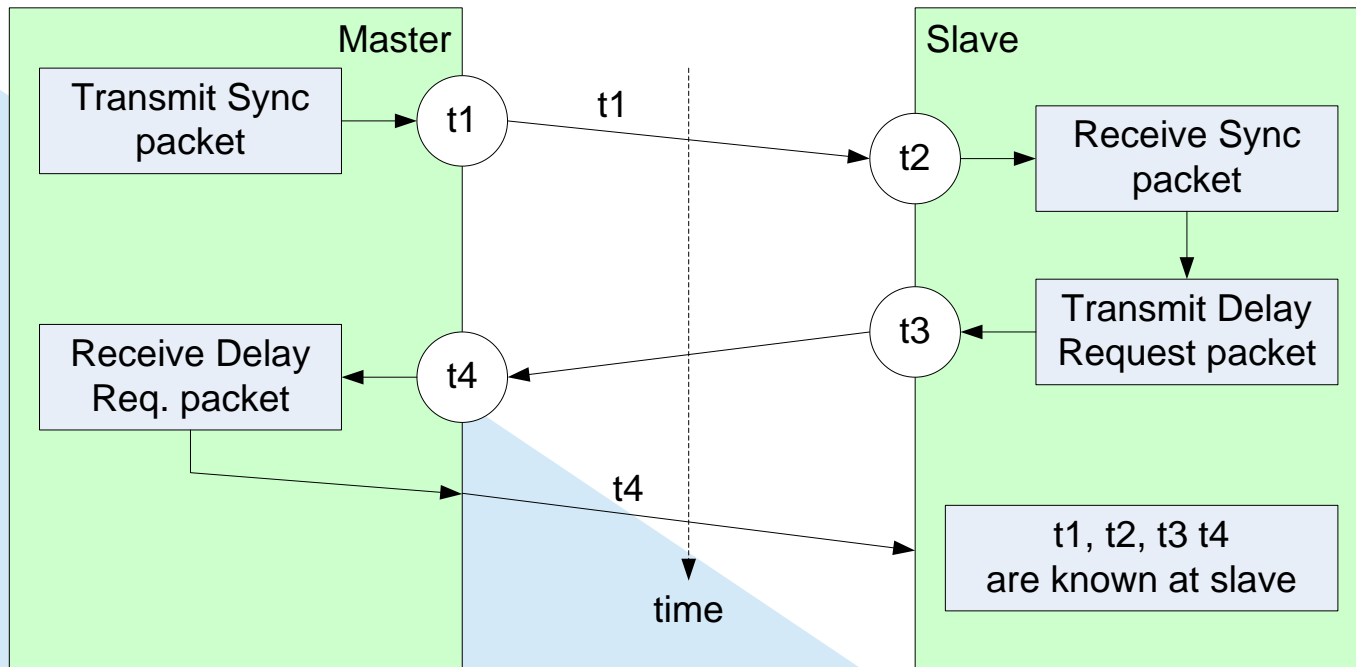 Master
Slave
Transmit Sync
packet
t1
t1
t2
Receive Sync
packet
Transmit Delay
Request packet
t3
t4
Receive Delay
Req. packet
t4
t1, t2, t3 t4
are known at slave
time